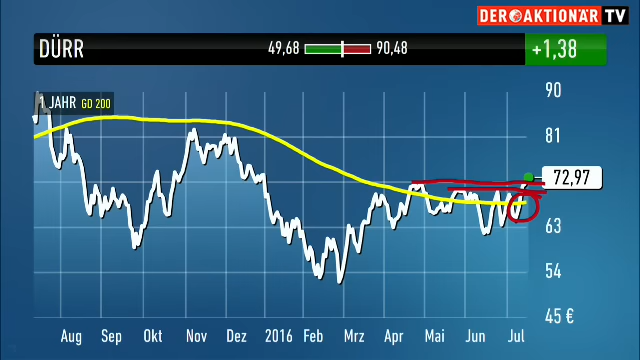 DER AKTIONÄR TV
DÜRR 49,68 90,48 +1,38
1 JAHR GD 200
90
81
72,97
63
54
45 €
Aug Sep Okt Nov Dez 2016 Feb Mrz Apr Mai Jun Jul